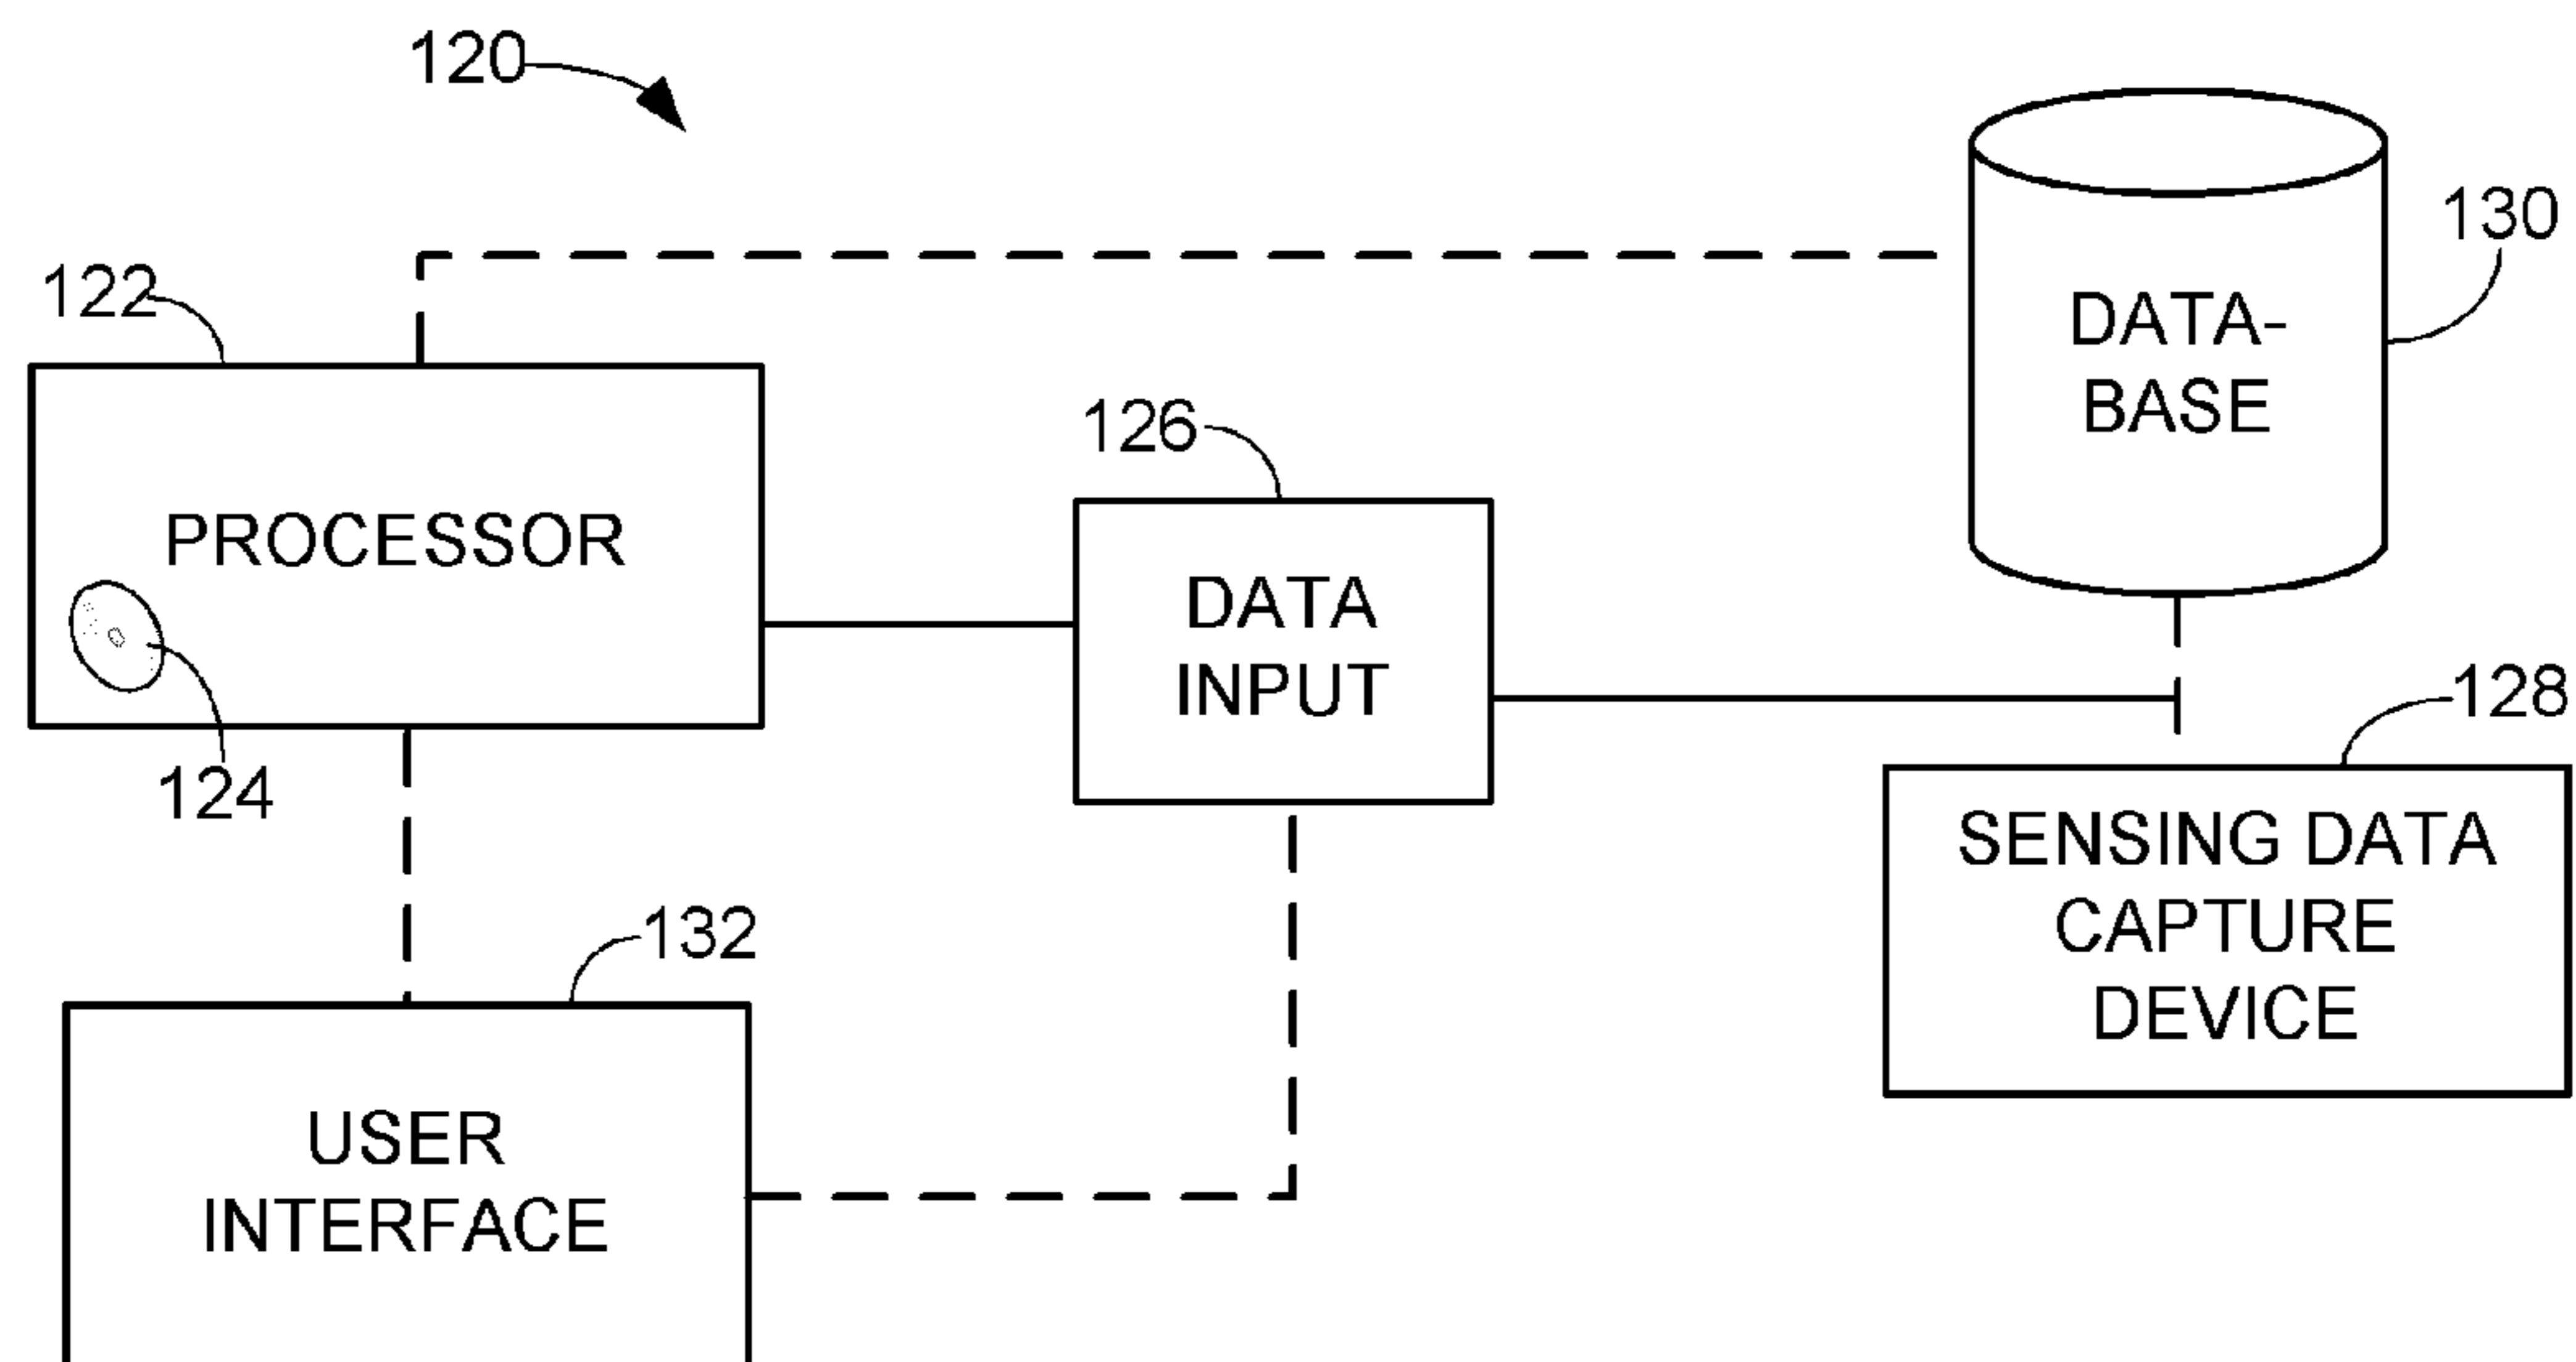 120
130
122
DATA-
BASE
126
PROCESSOR
DATA
INPUT
128
124
SENSING DATA
CAPTURE
DEVICE
132
USER
INTERFACE